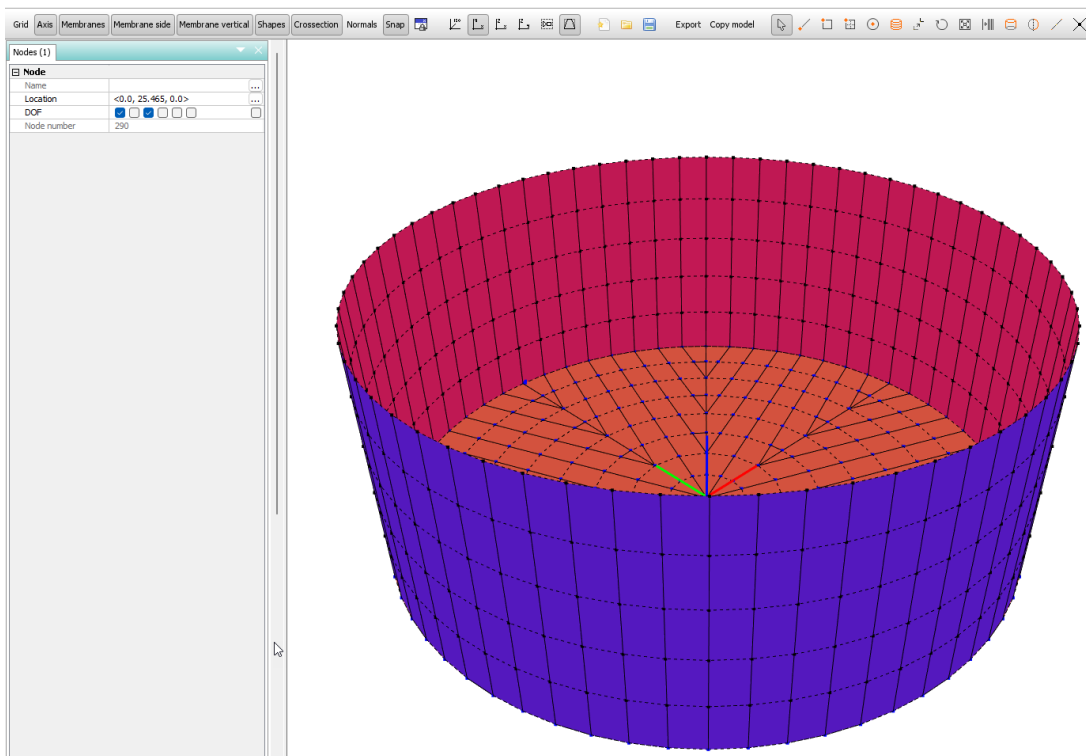 Grid Axis Membranes Membrane side Membrane vertical Shapes Crossection Normals Snap Export Copy model
Nodes (1)
Node
Name ...
Location <0.0, 25.465, 0.0> ...
DOF
Node number 290